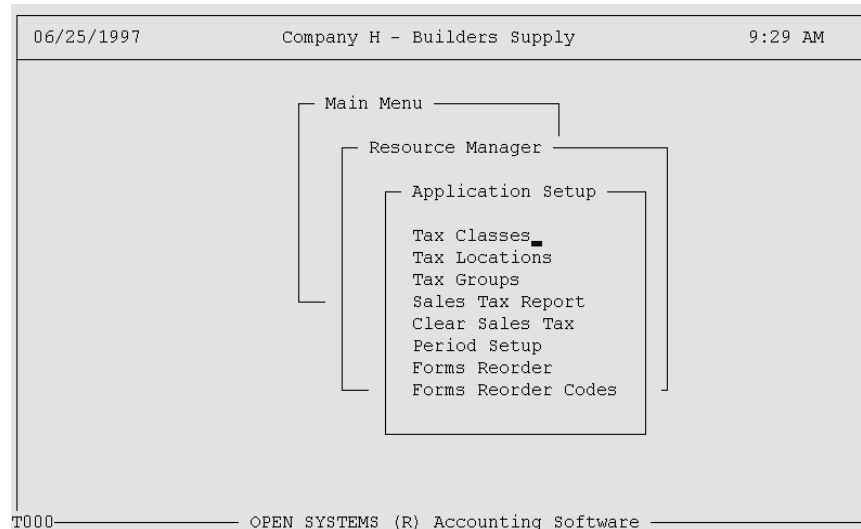 06/25/1997 Company H - Builders Supply 9:29 AM
Main Menu
Resource Manager
Application Setup
Tax Classes
Tax Locations
Tax Groups
Sales Tax Report
Clear Sales Tax
Period Setup
Forms Reorder
Forms Reorder Codes
T000 OPEN SYSTEMS (R) Accounting Software